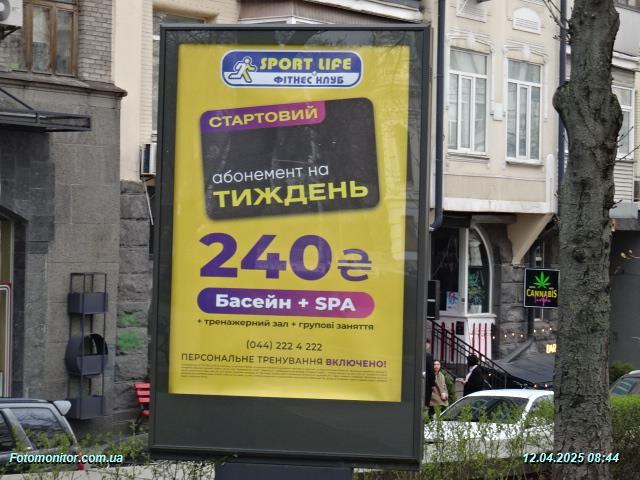 SPORT LIFE
ФІТНЕС КЛУБ
СТАРТОВИЙ
абонемент на
ТИЖДЕНЬ
240₴
Басейн + SPA
+ тренажерний зал + групові заняття
(044) 222 4 222
ПЕРСОНАЛЬНЕ ТРЕНУВАННЯ ВКЛЮЧЕНО!
CANNABIS
BAR
Fotomonitor.com.ua
12.04.2025 08:44